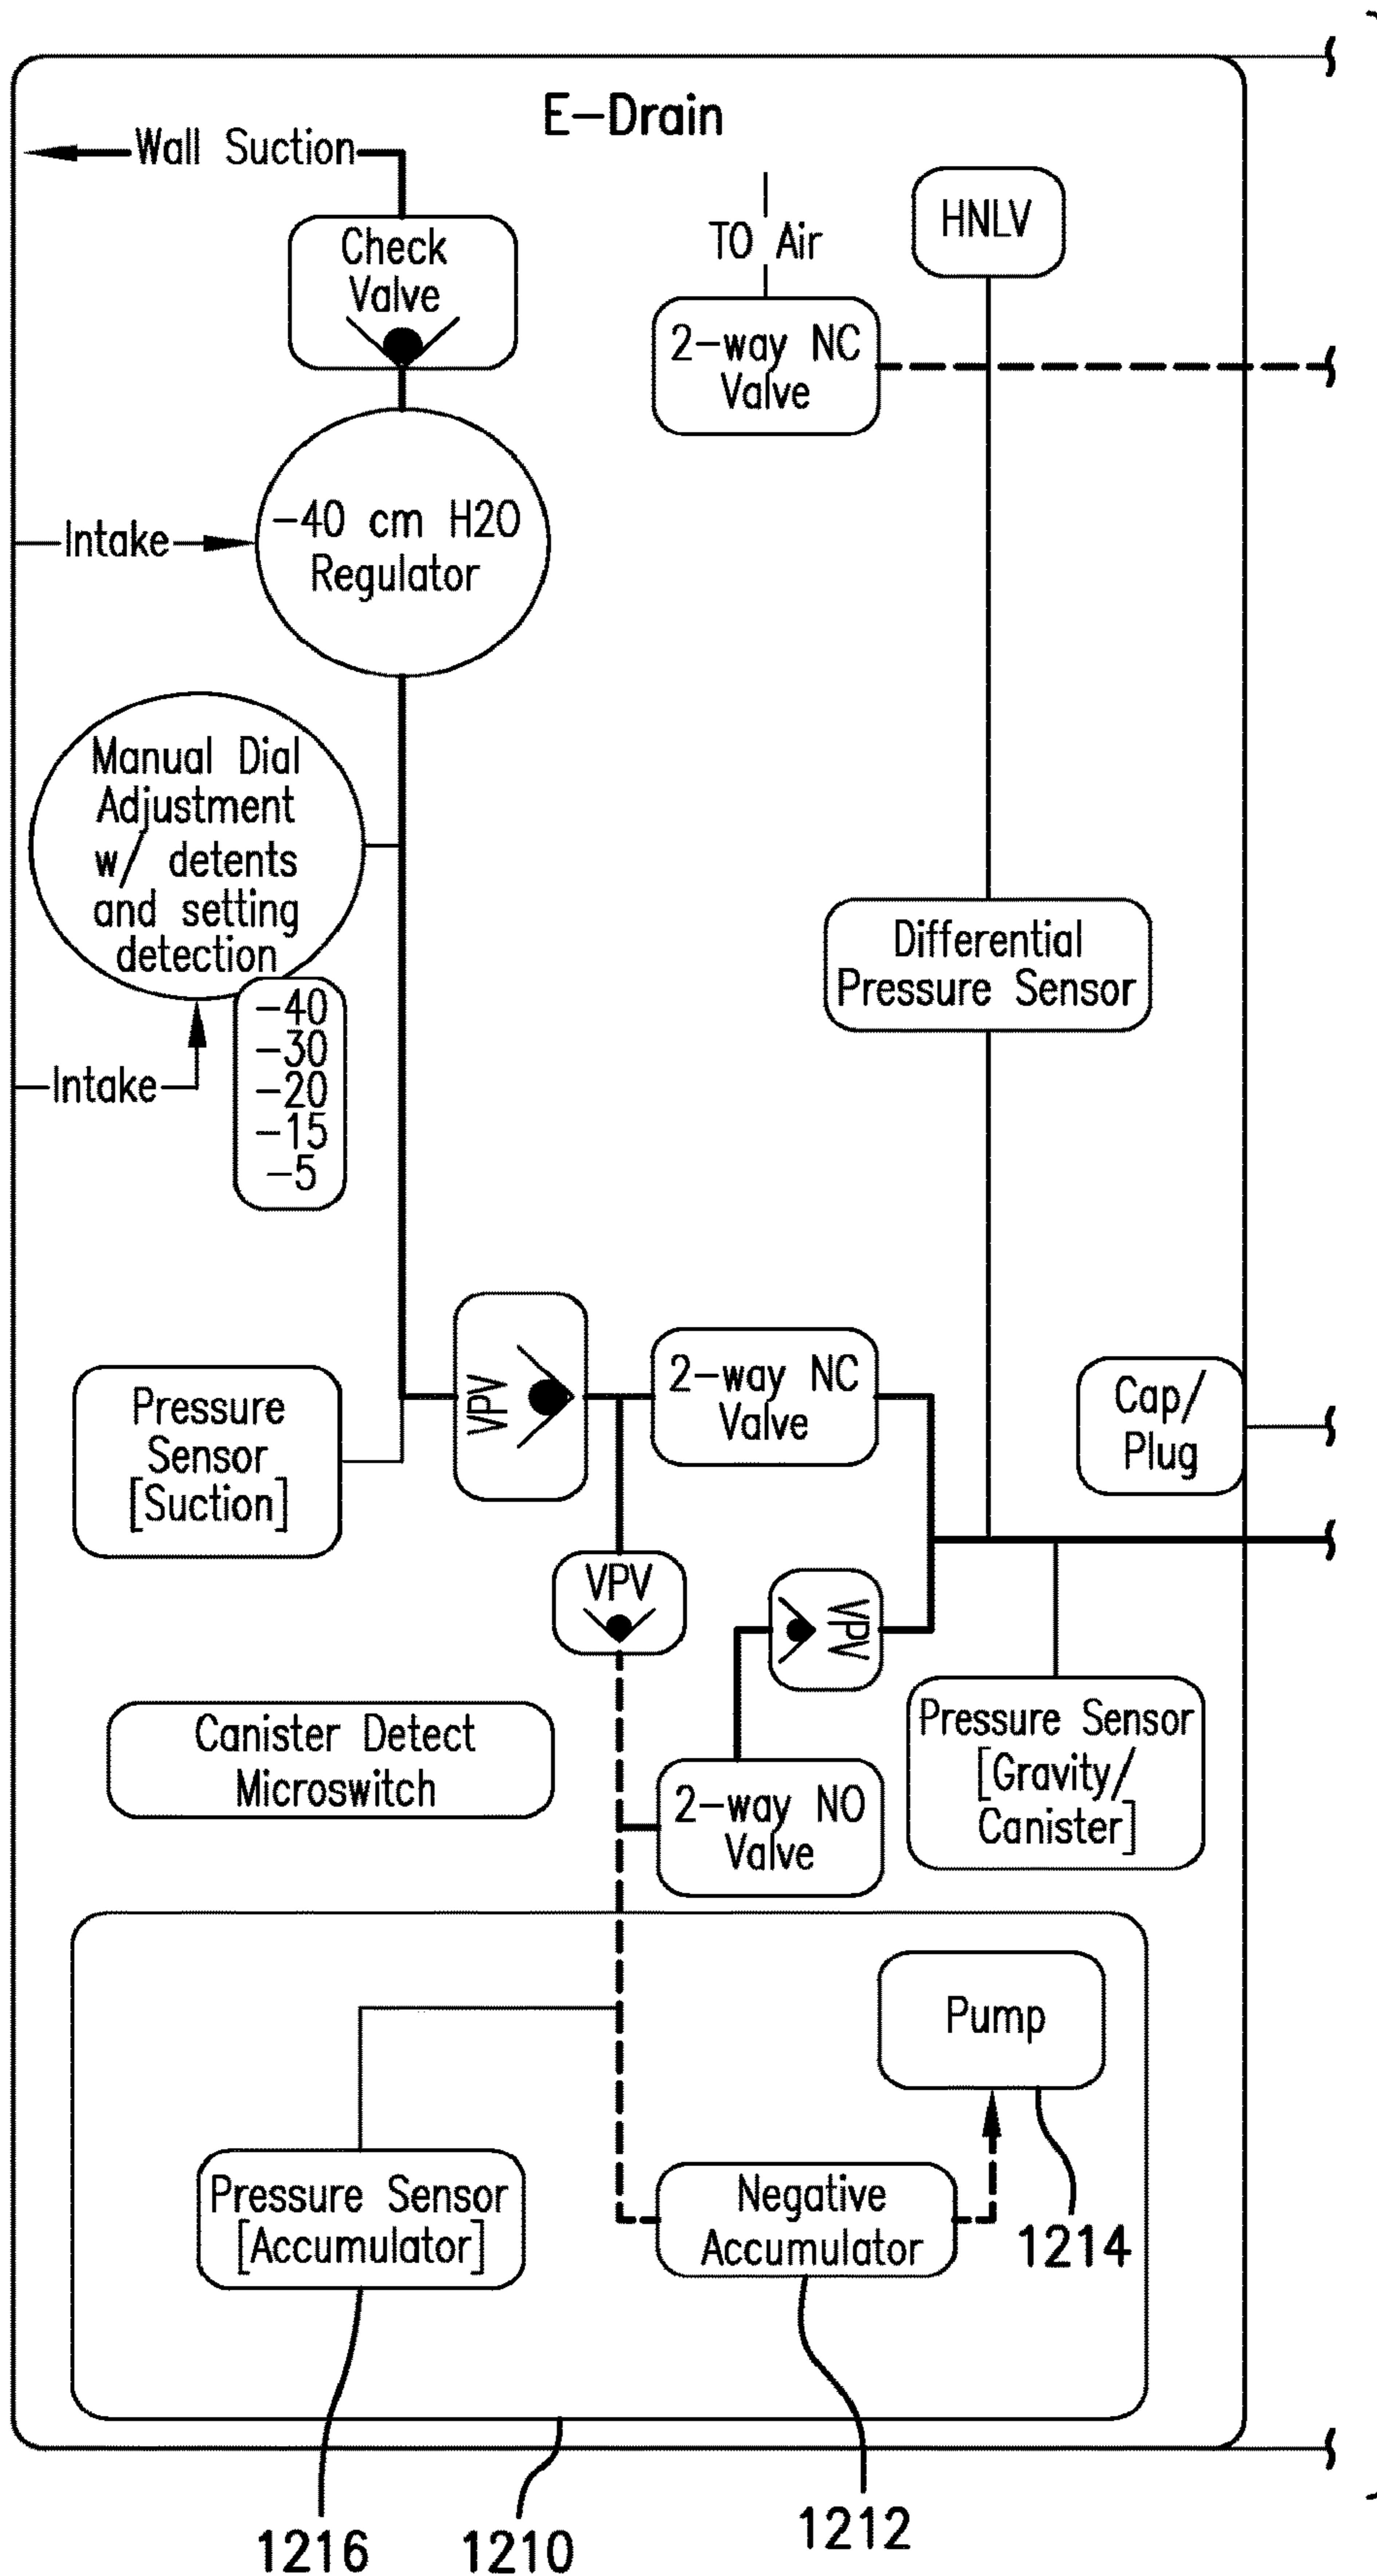 E-Drain
Wall Suction
Check
Valve
TO Air
HNLV
2-way NC
Valve
Intake
-40 cm H2O
Regulator
Manual Dial
Adjustment
w/ detents
and setting
detection
-40
-30
-20
-15
-5
Intake
Differential
Pressure Sensor
Pressure
Sensor
[Suction]
VPV
2-way NC
Valve
Cap/
Plug
VPV
VPV
Canister Detect
Microswitch
2-way NO
Valve
Pressure Sensor
[Gravity/
Canister]
Pump
Pressure Sensor
[Accumulator]
Negative
Accumulator
1214
1216
1210
1212